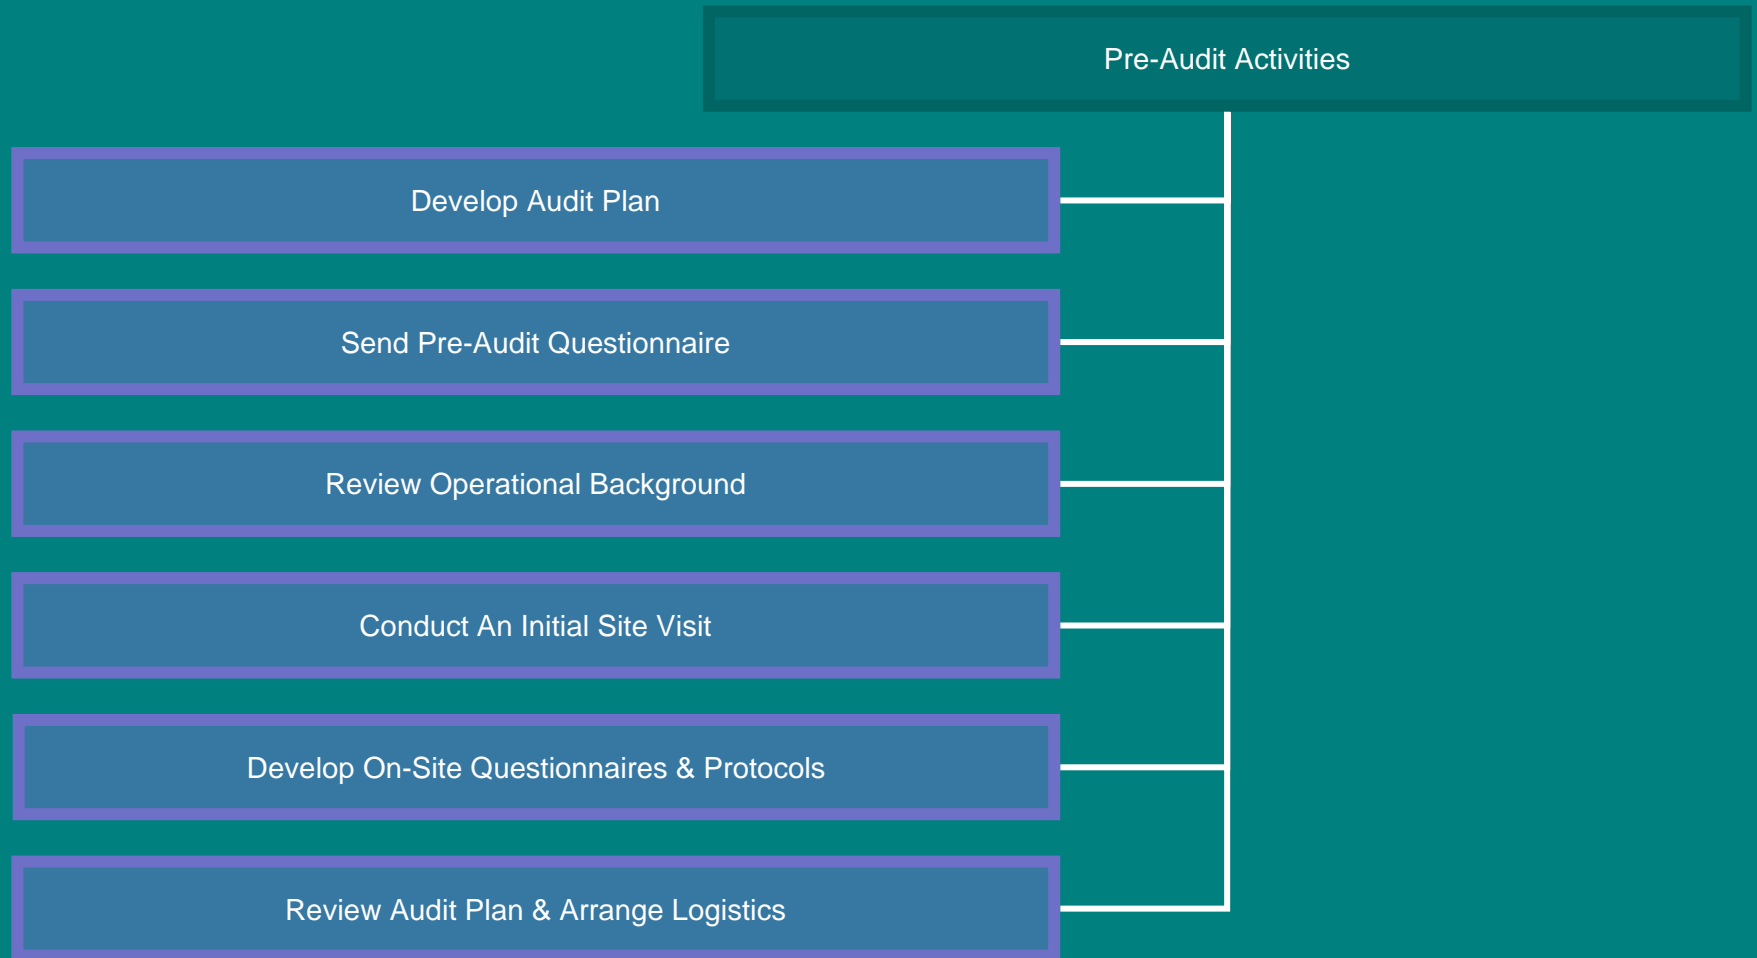 Pre-Audit Activities
Develop Audit Plan
Send Pre-Audit Questionnaire
Review Operational Background
Conduct An Initial Site Visit
Develop On-Site Questionnaires & Protocols
Review Audit Plan & Arrange Logistics